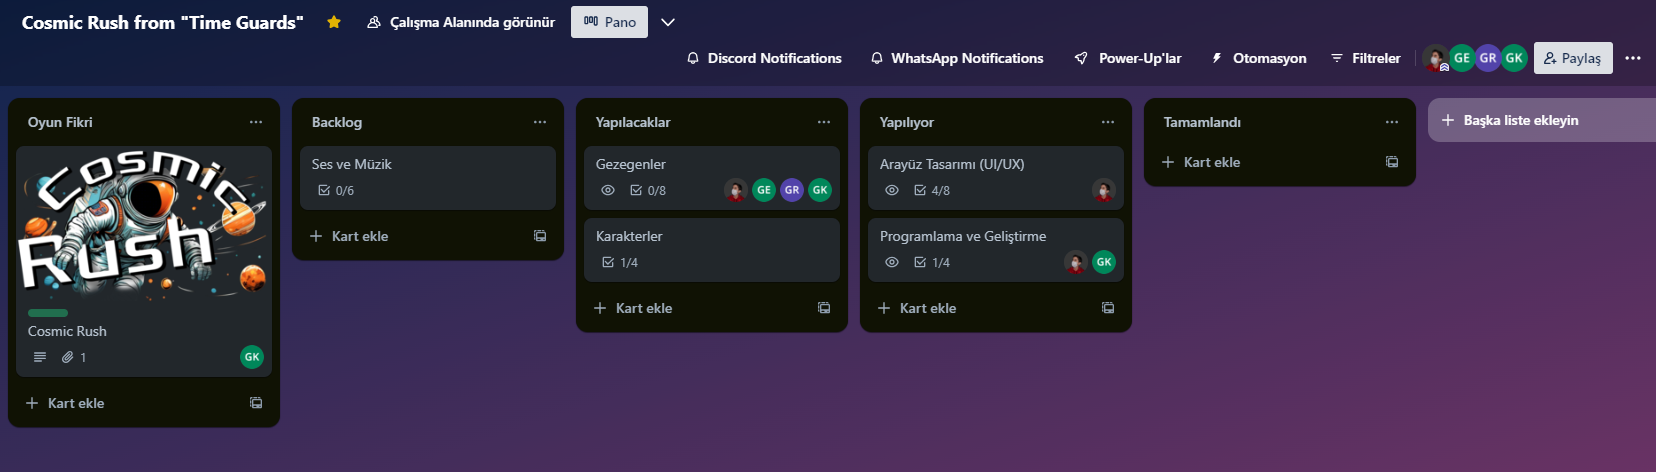 Cosmic Rush from "Time Guards"
Çalışma Alanında görünür
Pano
Discord Notifications
WhatsApp Notifications
Power-Up'lar
Otomasyon
Filtreler
GE
GR
GK
Paylaş
Oyun Fikri
Cosmic
Rush
Cosmic Rush
1
GK
Kart ekle
Backlog
Ses ve Müzik
0/6
Kart ekle
Yapılacaklar
Gezegenler
0/8
GE
GR
GK
Karakterler
1/4
Kart ekle
Yapılıyor
Arayüz Tasarımı (UI/UX)
4/8
Programlama ve Geliştirme
1/4
GK
Kart ekle
Tamamlandı
Kart ekle
Başka liste ekleyin